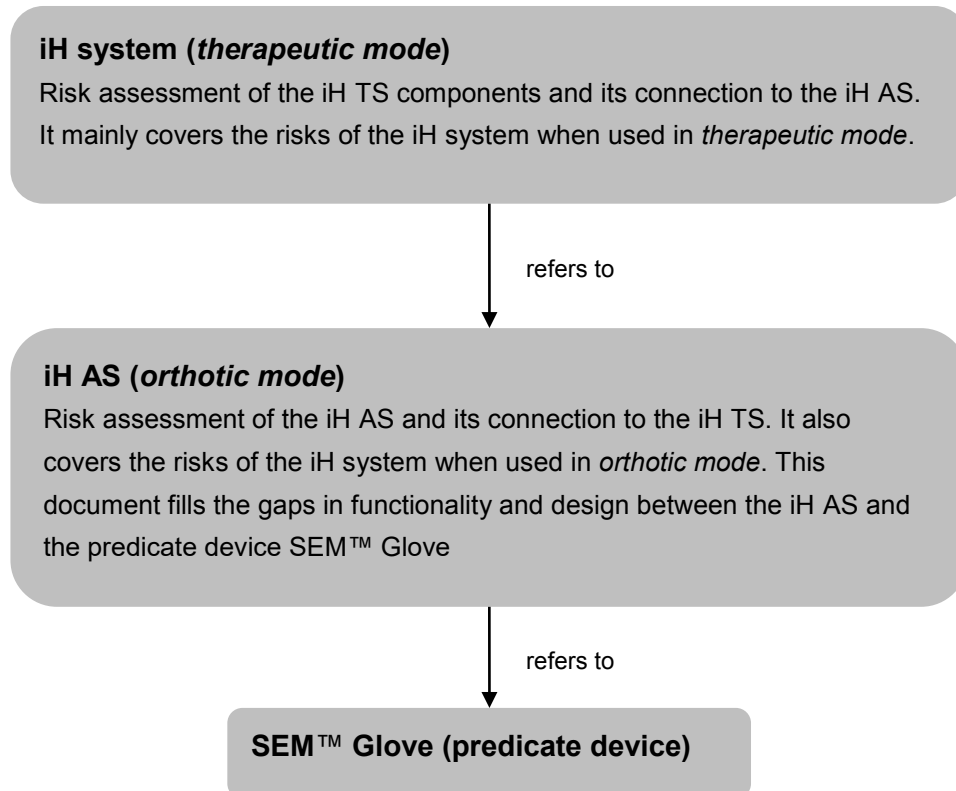 iH system (therapeutic mode)
Risk assessment of the iH TS components and its connection to the iH AS.
It mainly covers the risks of the iH system when used in therapeutic mode.
refers to
iH AS (orthotic mode)
Risk assessment of the iH AS and its connection to the iH TS. It also
covers the risks of the iH system when used in orthotic mode. This
document fills the gaps in functionality and design between the iH AS and
the predicate device SEM™ Glove
refers to
SEM™ Glove (predicate device)